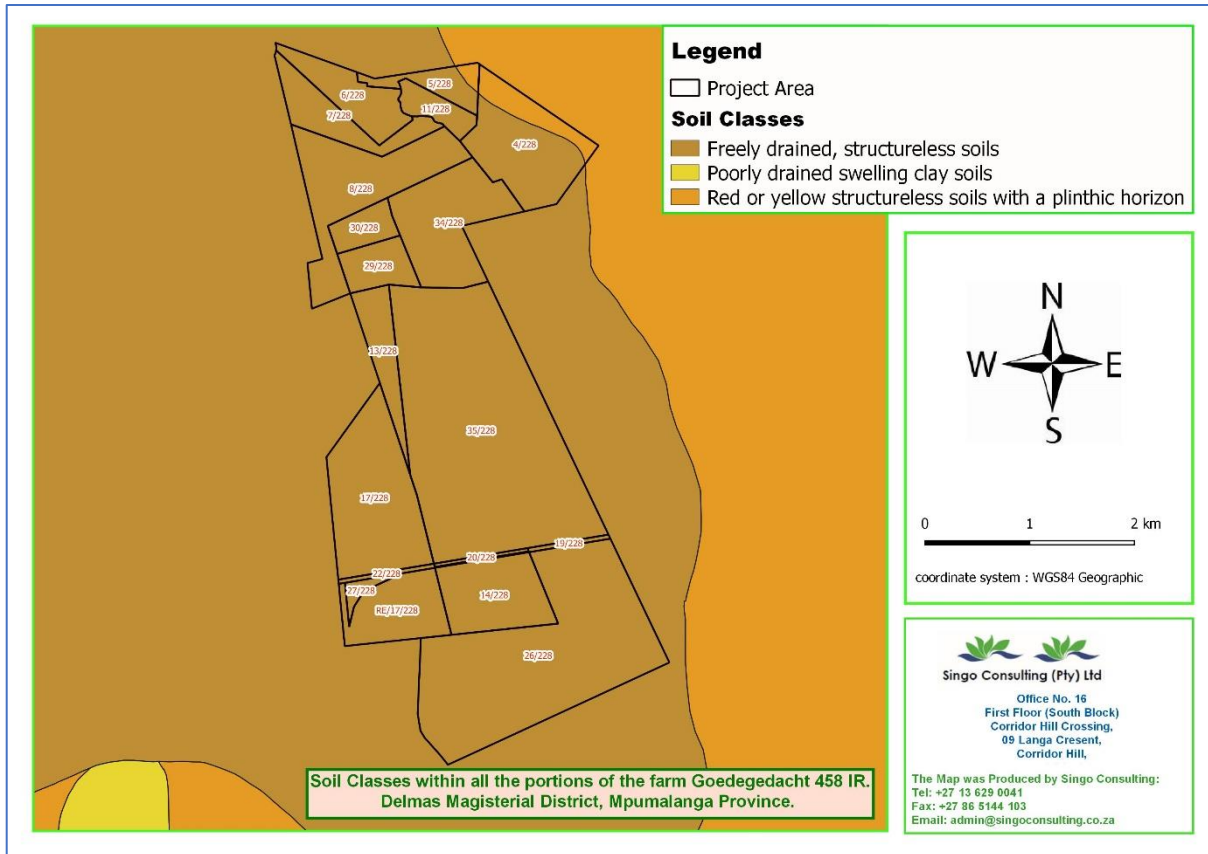 Legend
Project Area
Soil Classes
Freely drained, structureless soils
Poorly drained swelling clay soils
Red or yellow structureless soils with a plinthic horizon
5/228
6/228
11/228
7/228
4/228
8/228
34/228
30/228
29/228
13/228
35/228
17/228
19/228
20/228
22/228
27/228
14/228
RE/17/228
26/228
Soil Classes within all the portions of the farm Goedegedacht 458 IR.
Delmas Magisterial District, Mpumalanga Province.
N
W E
S
0 1 2 km
coordinate system : WGS84 Geographic
Singo Consulting (Pty) Ltd
Office No. 16
First Floor (South Block)
Corridor Hill Crossing,
09 Langa Cresent,
Corridor Hill,
The Map was Produced by Singo Consulting:
Tel: +27 13 629 0041
Fax: +27 86 5144 103
Email: admin@singoconsulting.co.za